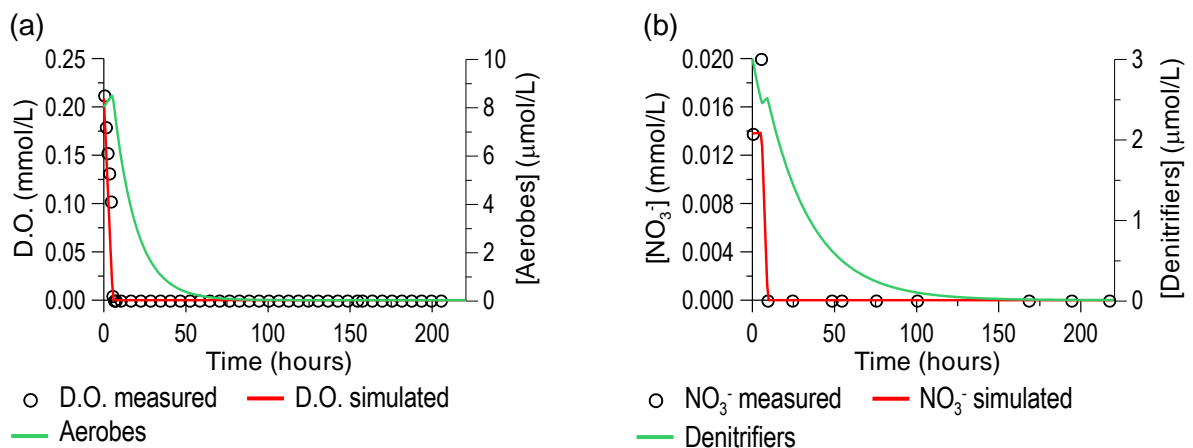 (a)
D.O. (mmol/L)
0.25
0.20
0.15
0.10
0.05
0.00
10
8
6
4
2
0
[Aerobes] (μmol/L)
0 50 100 150 200
Time (hours)
D.O. measured D.O. simulated
Aerobes
(b)
[NO₃⁻] (mmol/L)
0.020
0.016
0.012
0.008
0.004
0.000
3
2
1
0
[Denitrifiers] (μmol/L)
0 50 100 150 200
Time (hours)
NO₃⁻ measured NO₃⁻ simulated
Denitrifiers